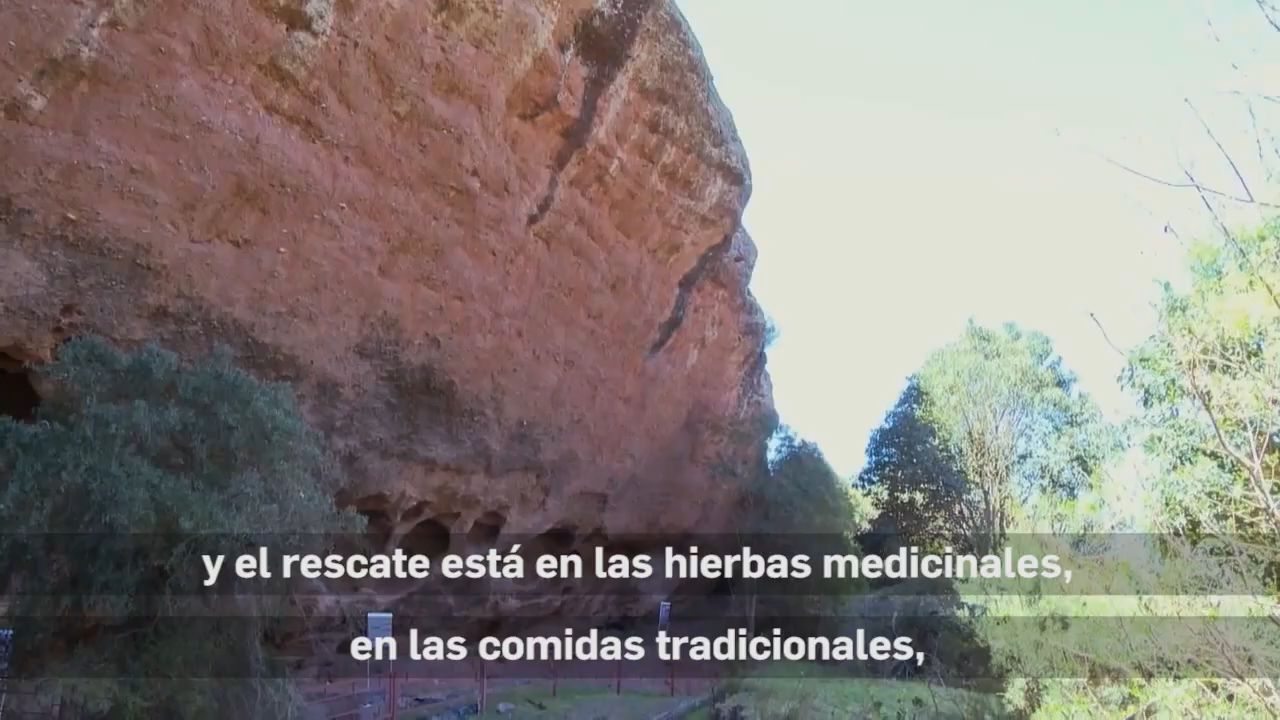 y el rescate está en las hierbas medicinales,
en las comidas tradicionales,